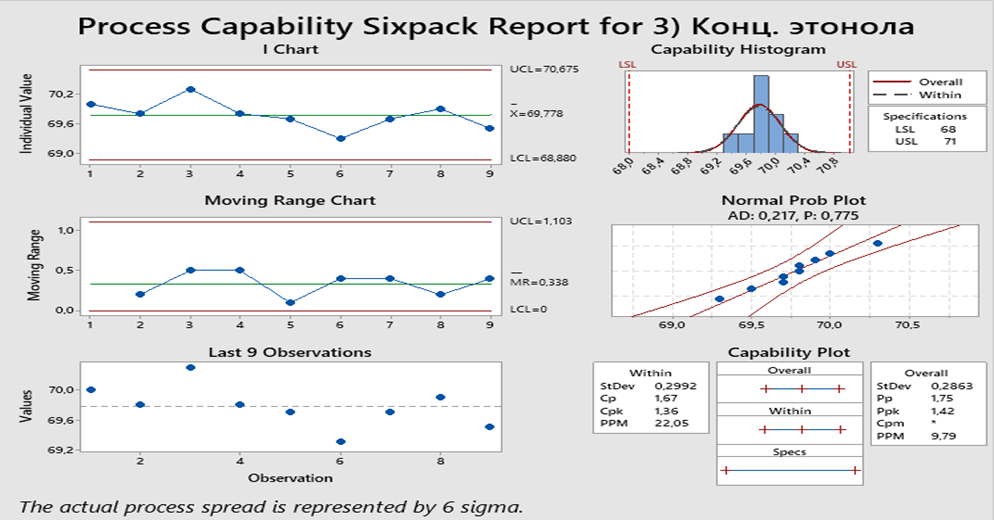 Process Capability Sixpack Report for 3) Конц. этонола
I Chart
Individual Value
70,2
69,6
69,0
1 2 3 4 5 6 7 8 9
UCL=70,675
X=69,778
LCL=68,880
Moving Range Chart
Moving Range
1,0
0,5
0,0
1 2 3 4 5 6 7 8 9
UCL=1,103
MR=0,338
LCL=0
Last 9 Observations
Values
70,0
69,6
69,2
2 4 6 8
Observation
Capability Histogram
LSL USL
68,0 68,4 68,8 69,2 69,6 70,0 70,4 70,8
Overall
Within
Specifications
LSL 68
USL 71
Normal Prob Plot
AD: 0,217, P: 0,775
69,0 69,5 70,0 70,5
Capability Plot
Within
StDev 0,2992
Cp 1,67
Cpk 1,36
PPM 22,05
Overall
Within
Specs
Overall
StDev 0,2863
Pp 1,75
Ppk 1,42
Cpm *
PPM 9,79
The actual process spread is represented by 6 sigma.